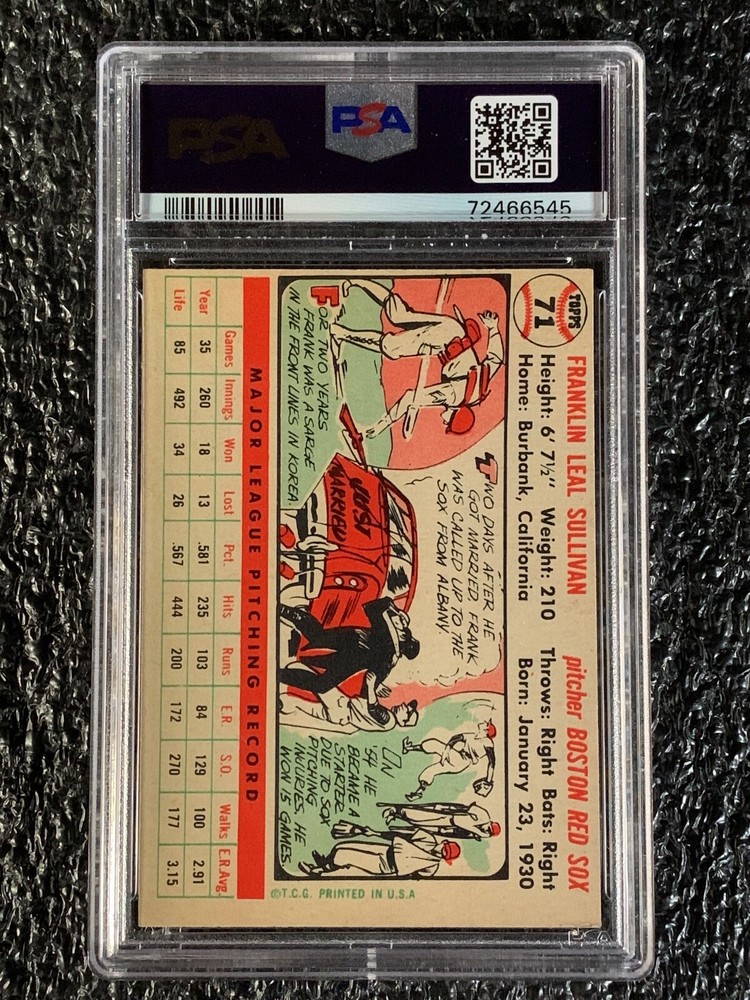 PSA
PSA
72466545
TOPPS
71
FRANKLIN LEAL SULLIVAN pitcher BOSTON RED SOX
Height: 6' 7½" Weight: 210 Throws: Right Bats: Right
Home: Burbank, California Born: January 23, 1930
FOR TWO YEARS
FRANK WAS A SARGE
IN THE FRONT LINES IN KOREA.
TWO DAYS AFTER HE
GOT MARRIED, FRANK
WAS CALLED UP TO THE
SOX FROM ALBANY.
JUST
MARRIED
IN
'54 HE
BECAME A
STARTER
DUE TO SOX
PITCHING
INJURIES, HE
WON 15 GAMES.
MAJOR LEAGUE PITCHING RECORD
Games Innings Won Lost Pct. Hits Runs E.R. S.O. Walks E.R.Avg.
Year 35 260 18 13 .581 235 103 84 129 100 2.91
Life 85 492 34 26 .567 444 200 172 270 177 3.15
©T.C.G. PRINTED IN U.S.A